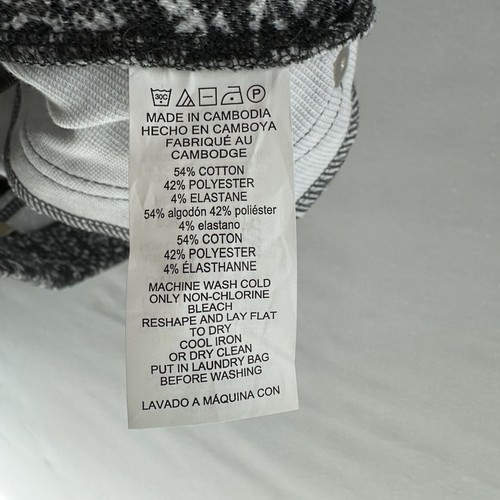 30C P
MADE IN CAMBODIA
HECHO EN CAMBOYA
FABRIQUÉ AU
CAMBODGE
54% COTTON
42% POLYESTER
4% ELASTANE
54% algodón 42% poliéster
4% elastano
54% COTON
42% POLYESTER
4% ÉLASTHANNE
MACHINE WASH COLD
ONLY NON-CHLORINE
BLEACH
RESHAPE AND LAY FLAT
TO DRY
COOL IRON
OR DRY CLEAN
PUT IN LAUNDRY BAG
BEFORE WASHING
LAVADO A MÁQUINA CON